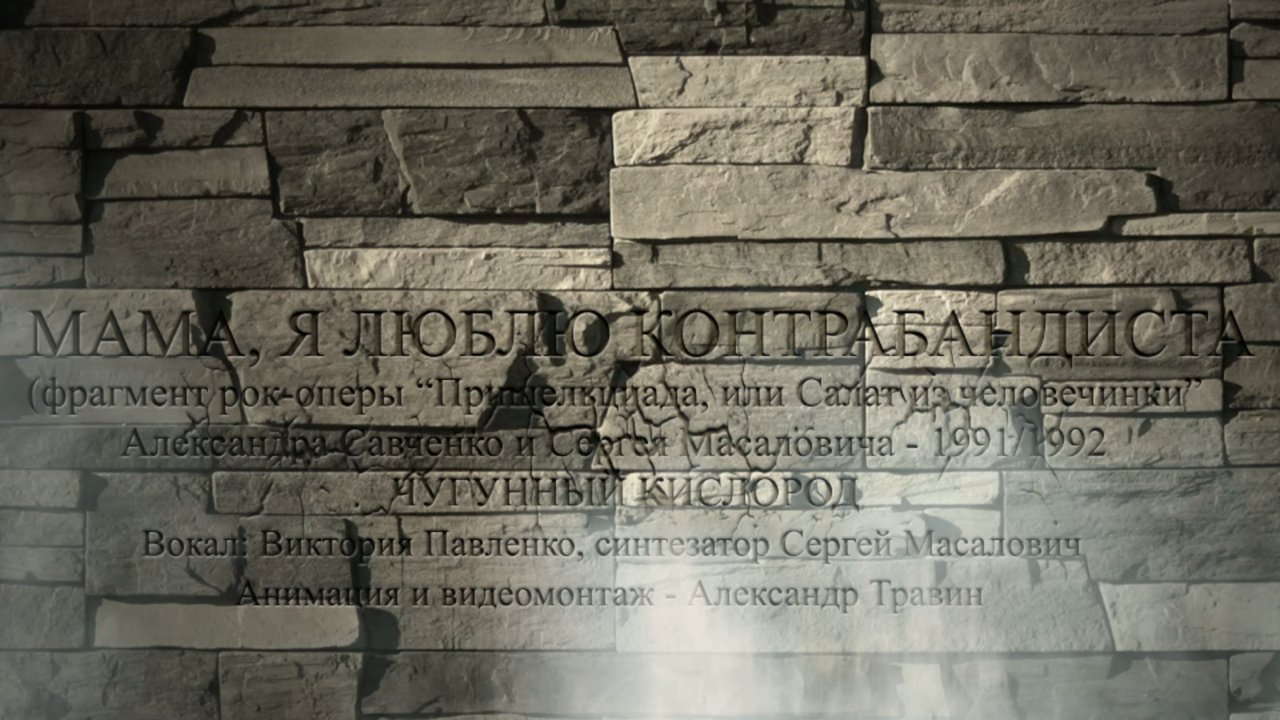 МАМА, Я ЛЮБЛЮ КОНТРАБАНДИСТА
(фрагмент рок-оперы “Пришельциада, или Салат из человечинки”
Александра Савченко и Сергея Масаловича - 1991/1992
ЧУГУННЫЙ КИСЛОРОД
Вокал: Виктория Павленко, синтезатор Сергей Масалович
Анимация и видеомонтаж - Александр Травин